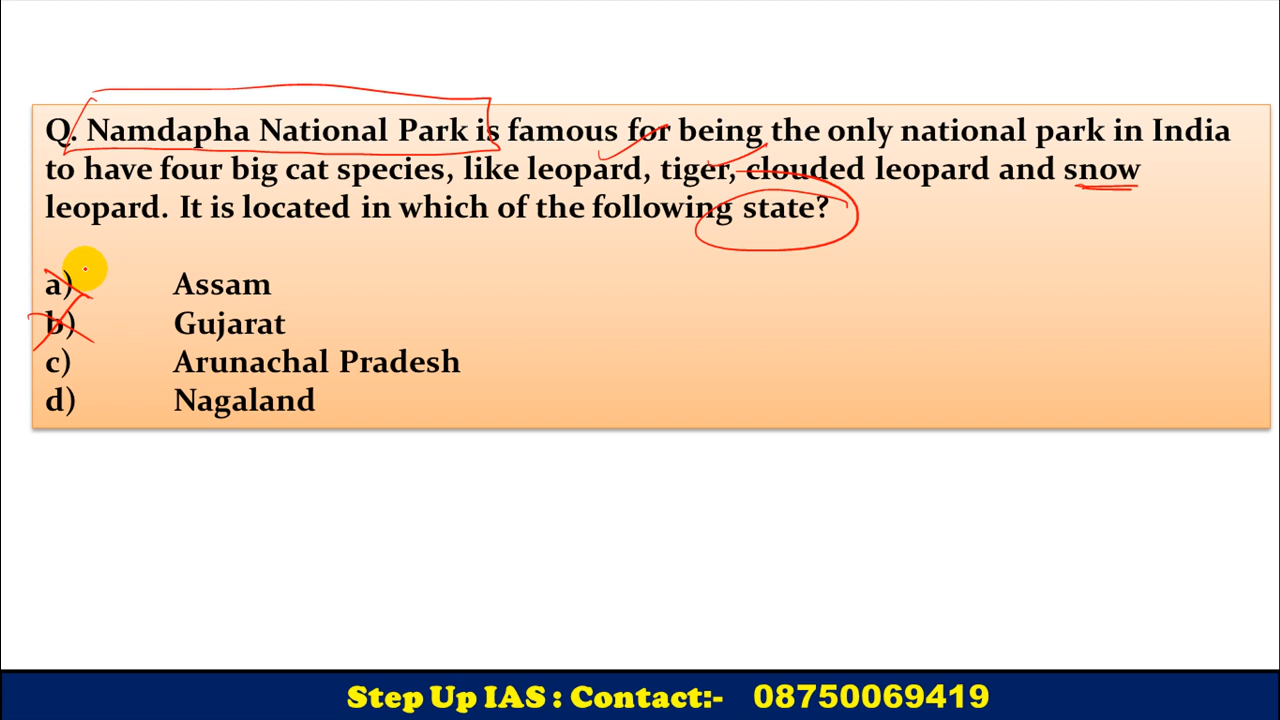 Q. Namdapha National Park is famous for being the only national park in India
to have four big cat species, like leopard, tiger, clouded leopard and snow
leopard. It is located in which of the following state?
a) Assam
b) Gujarat
c) Arunachal Pradesh
d) Nagaland
Step Up IAS : Contact:- 08750069419